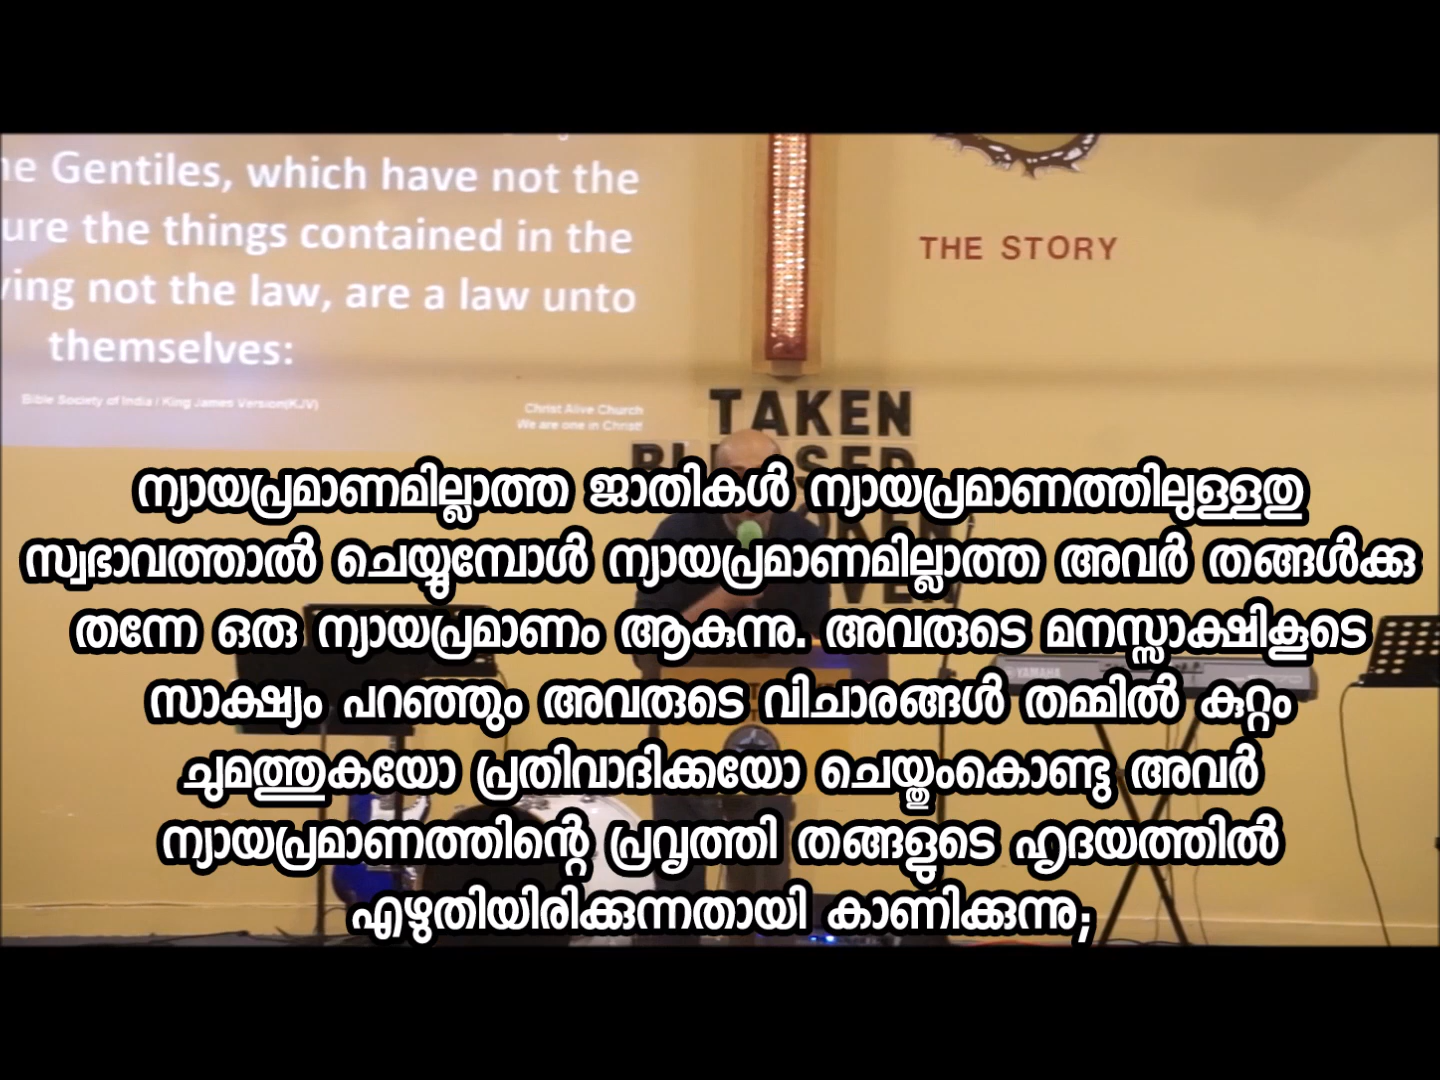 Gentiles, which have not the
the things contained in the
not the law, are a law unto
themselves:
Bible Society of India / King James Version(KJV)
Christ Alive Church
We are one in Christ!
THE STORY
TAKEN
ന്യായപ്രമാണമില്ലാത്ത ജാതികൾ ന്യായപ്രമാണത്തിലുള്ളതു
സ്വഭാവത്താൽ ചെയ്യുമ്പോൾ ന്യായപ്രമാണമില്ലാത്ത അവർ തങ്ങൾക്കു
തന്നേ ഒരു ന്യായപ്രമാണം ആകുന്നു. അവരുടെ മനസ്സാക്ഷികൂടെ
സാക്ഷ്യം പറഞ്ഞും അവരുടെ വിചാരങ്ങൾ തമ്മിൽ കുറ്റം
ചുമത്തുകയോ പ്രതിവാദിക്കയോ ചെയ്തുംകൊണ്ടു അവർ
ന്യായപ്രമാണത്തിന്റെ പ്രവൃത്തി തങ്ങളുടെ ഹൃദയത്തിൽ
എഴുതിയിരിക്കുന്നതായി കാണിക്കുന്നു;
YAMAHA